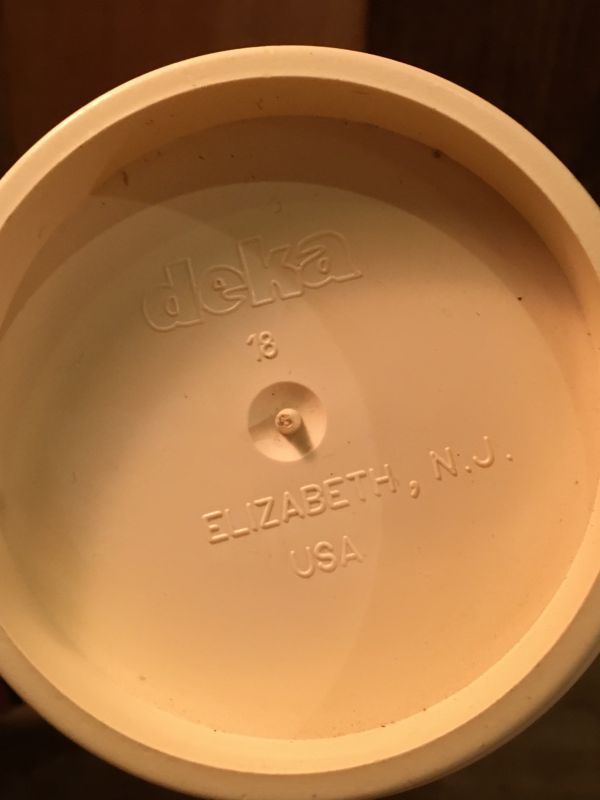 deka
18
ELIZABETH, N.J.
USA